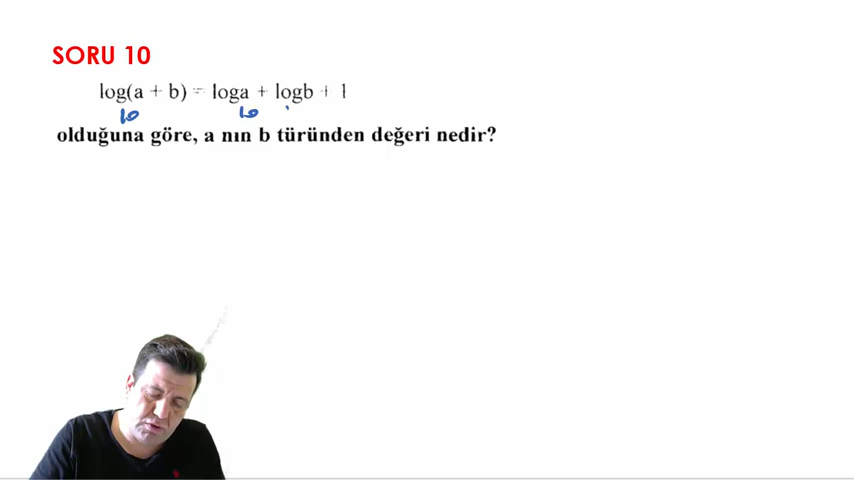 SORU 10
log(a + b) = loga + logb + 1
10 10
olduğuna göre, a nın b türünden değeri nedir?